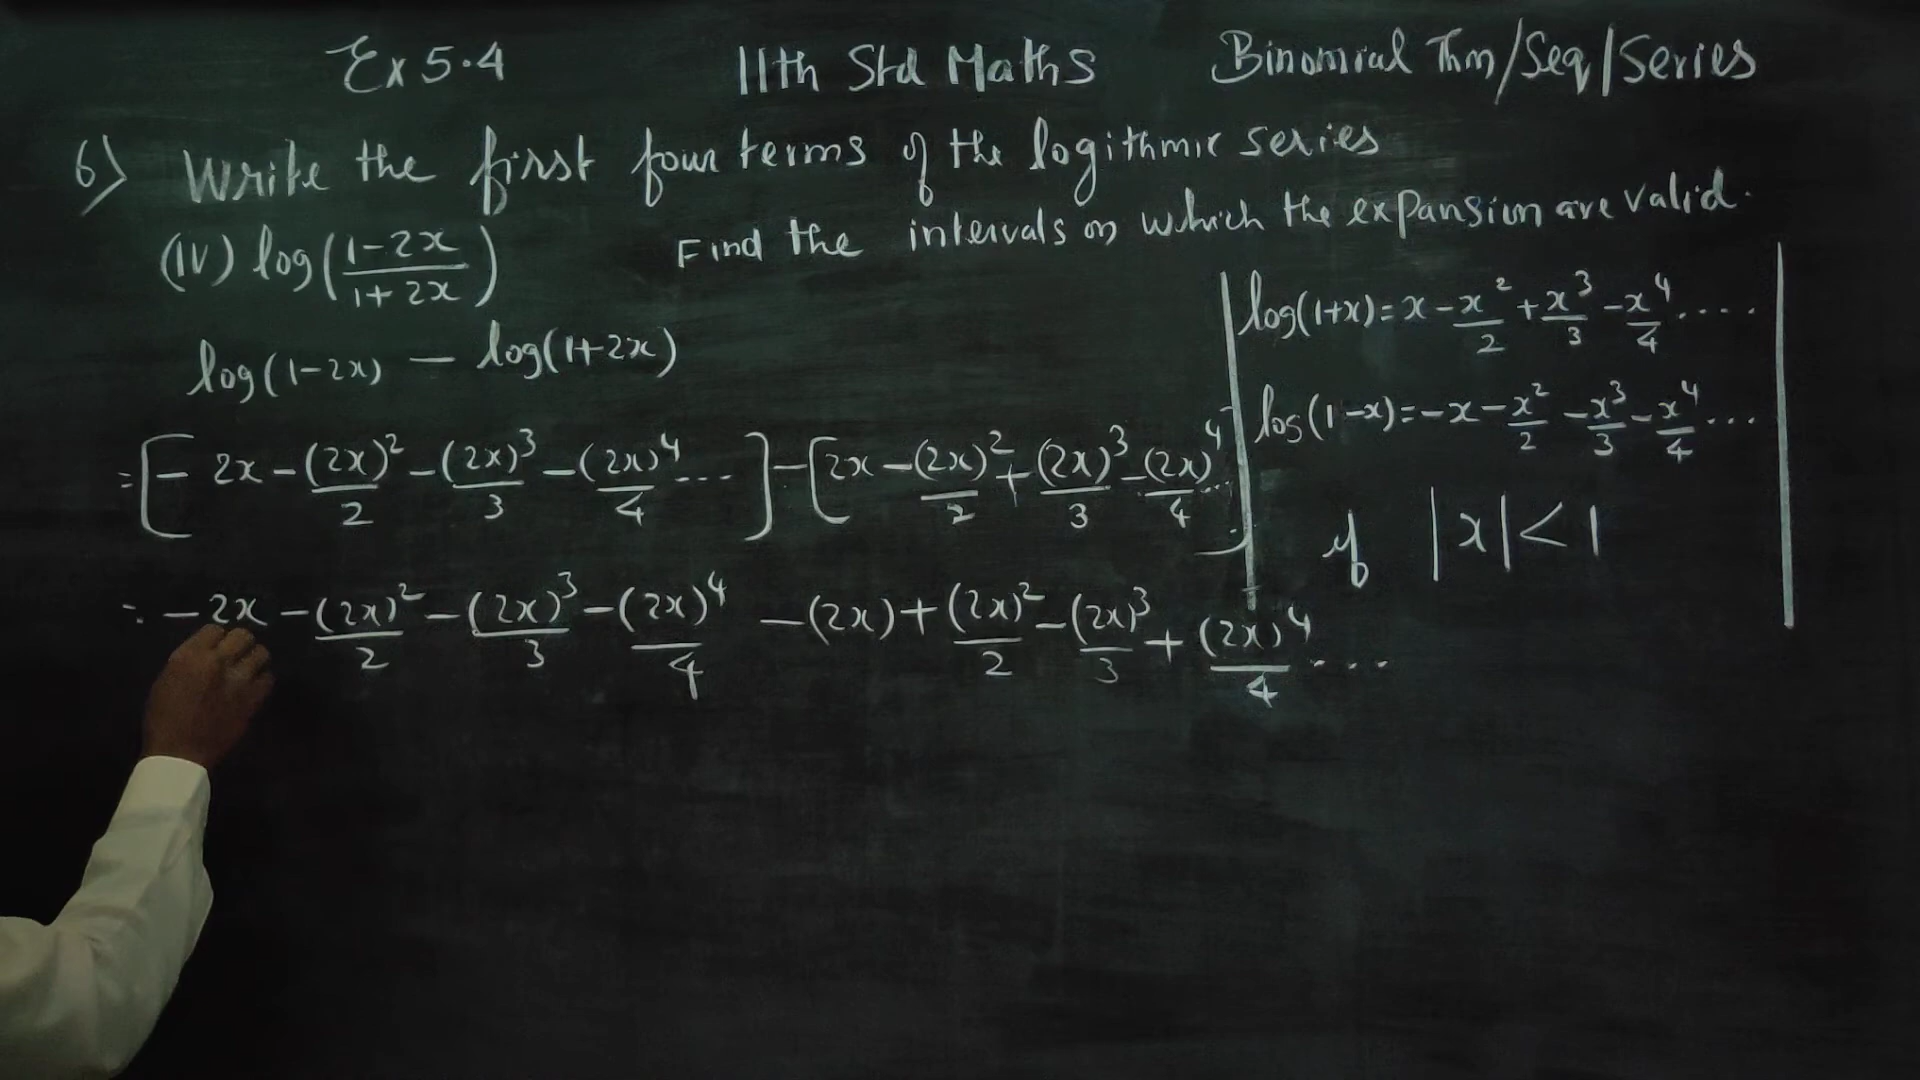 Ex 5.4 11th Std Maths Binomial Thm/Seq/Series
6) Write the first four terms of the logithmic series
(IV) log((1-2x)/(1+2x)) Find the intervals on which the expansion are valid.
log(1+x)=x-x²/2+x³/3-x⁴/4....
log(1-2x) - log(1+2x)
log(1-x)=-x-x²/2-x³/3-x⁴/4...
=[-2x-(2x)²/2-(2x)³/3-(2x)⁴/4...]-[2x-(2x)²/2+(2x)³/3-(2x)⁴/4...]
if |x|<1
= -2x-(2x)²/2-(2x)³/3-(2x)⁴/4 -(2x)+(2x)²/2-(2x)³/3+(2x)⁴/4...